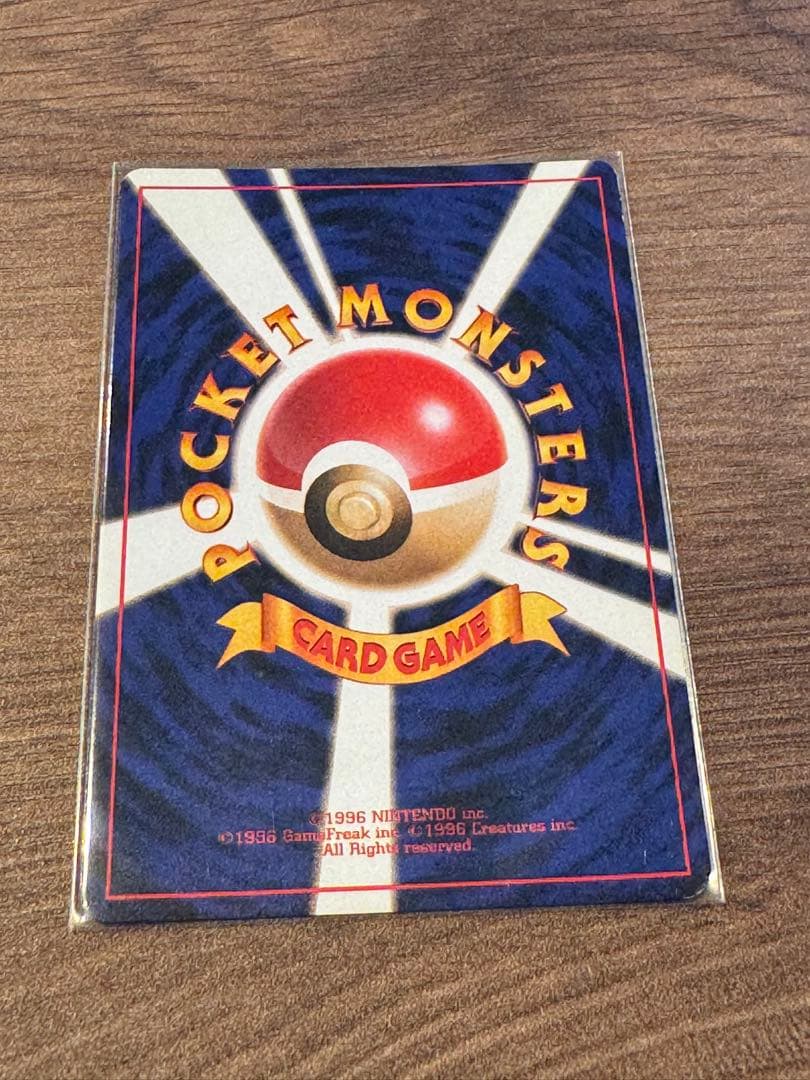 POCKET MONSTERS
CARD GAME
©1996 NINTENDO inc.
©1996 GameFreak inc. ©1996 Creatures inc.
All Rights reserved.